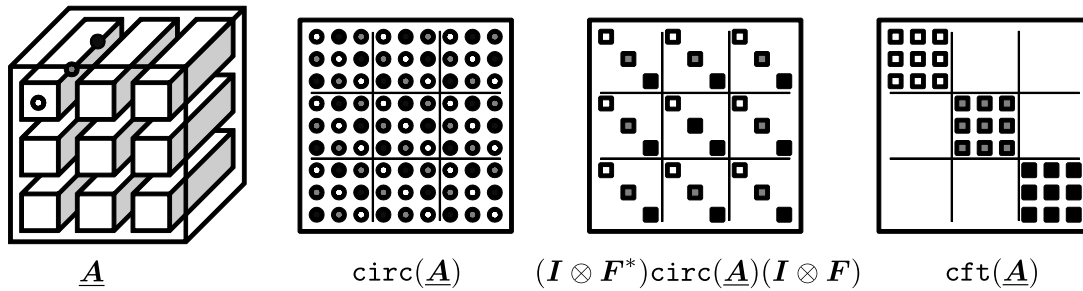 A
circ(A)
(I ⊗ F*)circ(A)(I ⊗ F)
cft(A)